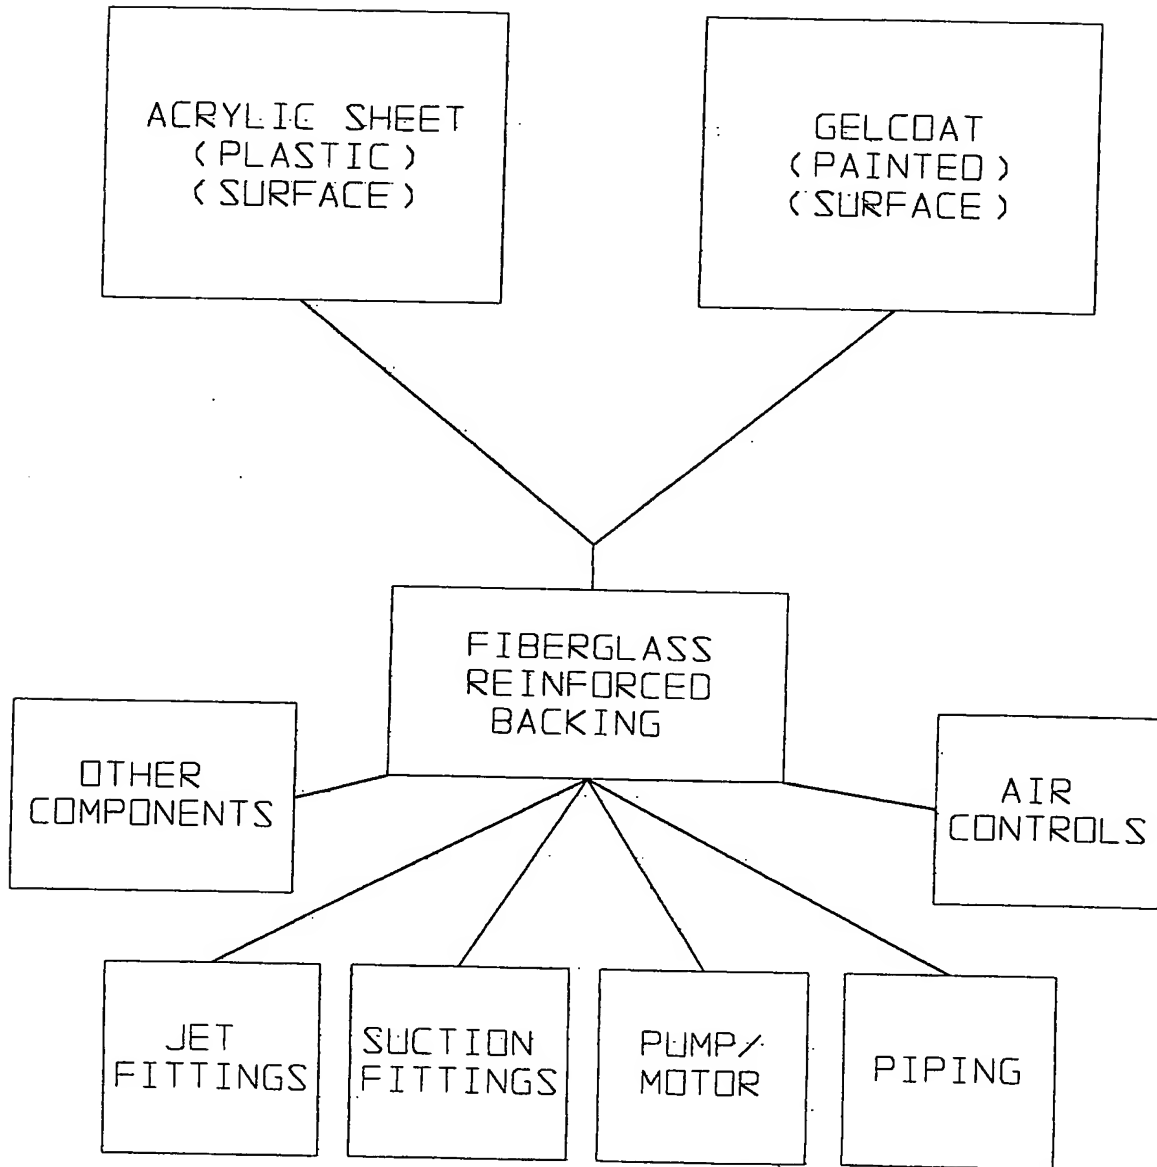 ACRYLIC SHEET
(PLASTIC)
(SURFACE)
GELCOAT
(PAINTED)
(SURFACE)
FIBERGLASS
REINFORCED
BACKING
OTHER
COMPONENTS
AIR
CONTROLS
JET
FITTINGS
SUCTION
FITTINGS
PUMP/
MOTOR
PIPING